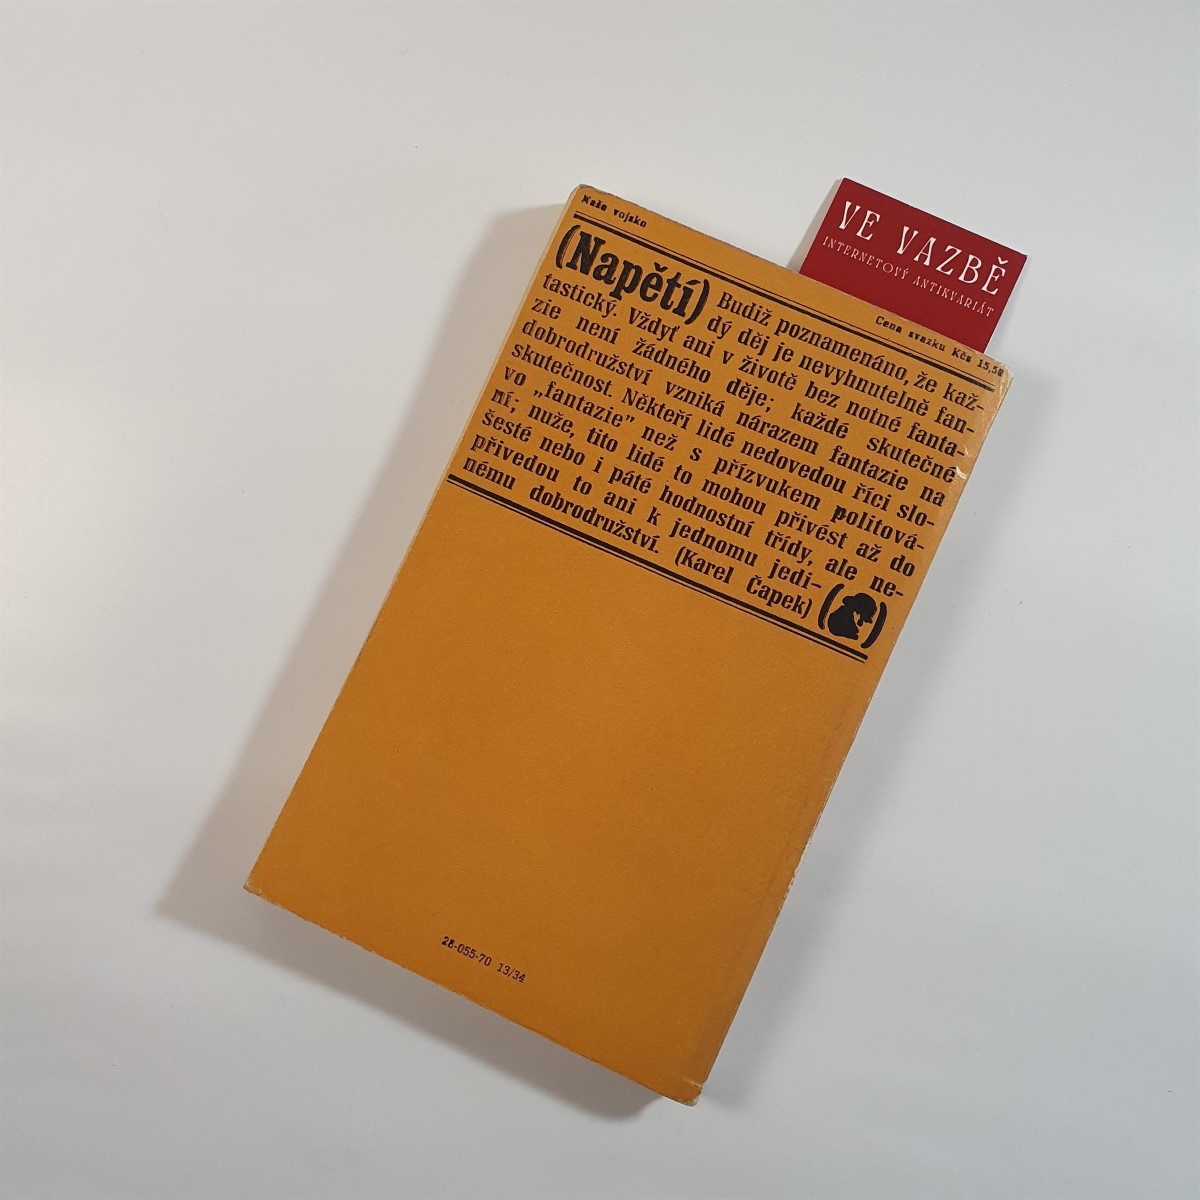 VE VAZBĚ
INTERNETOVÝ ANTIKVARIÁT
Naše vojsko
Cena svazku Kčs 15,50
(Napětí) Budiž poznamenáno, že kaž-
dý děj je nevyhnutelně fan-
tastický. Vždyť ani v životě bez notné fanta-
zie není žádného děje; každé skutečné
dobrodružství vzniká nárazem fantazie na
skutečnost. Někteří lidé nedovedou říci slo-
vo „fantazie" než s přízvukem politová-
ní; nuže, tito lidé to mohou přivést až do
šesté nebo i páté hodnostní třídy, ale ne-
přivedou to ani k jednomu jedi-
nému dobrodružství. (Karel Čapek)
28-055-70 13/34